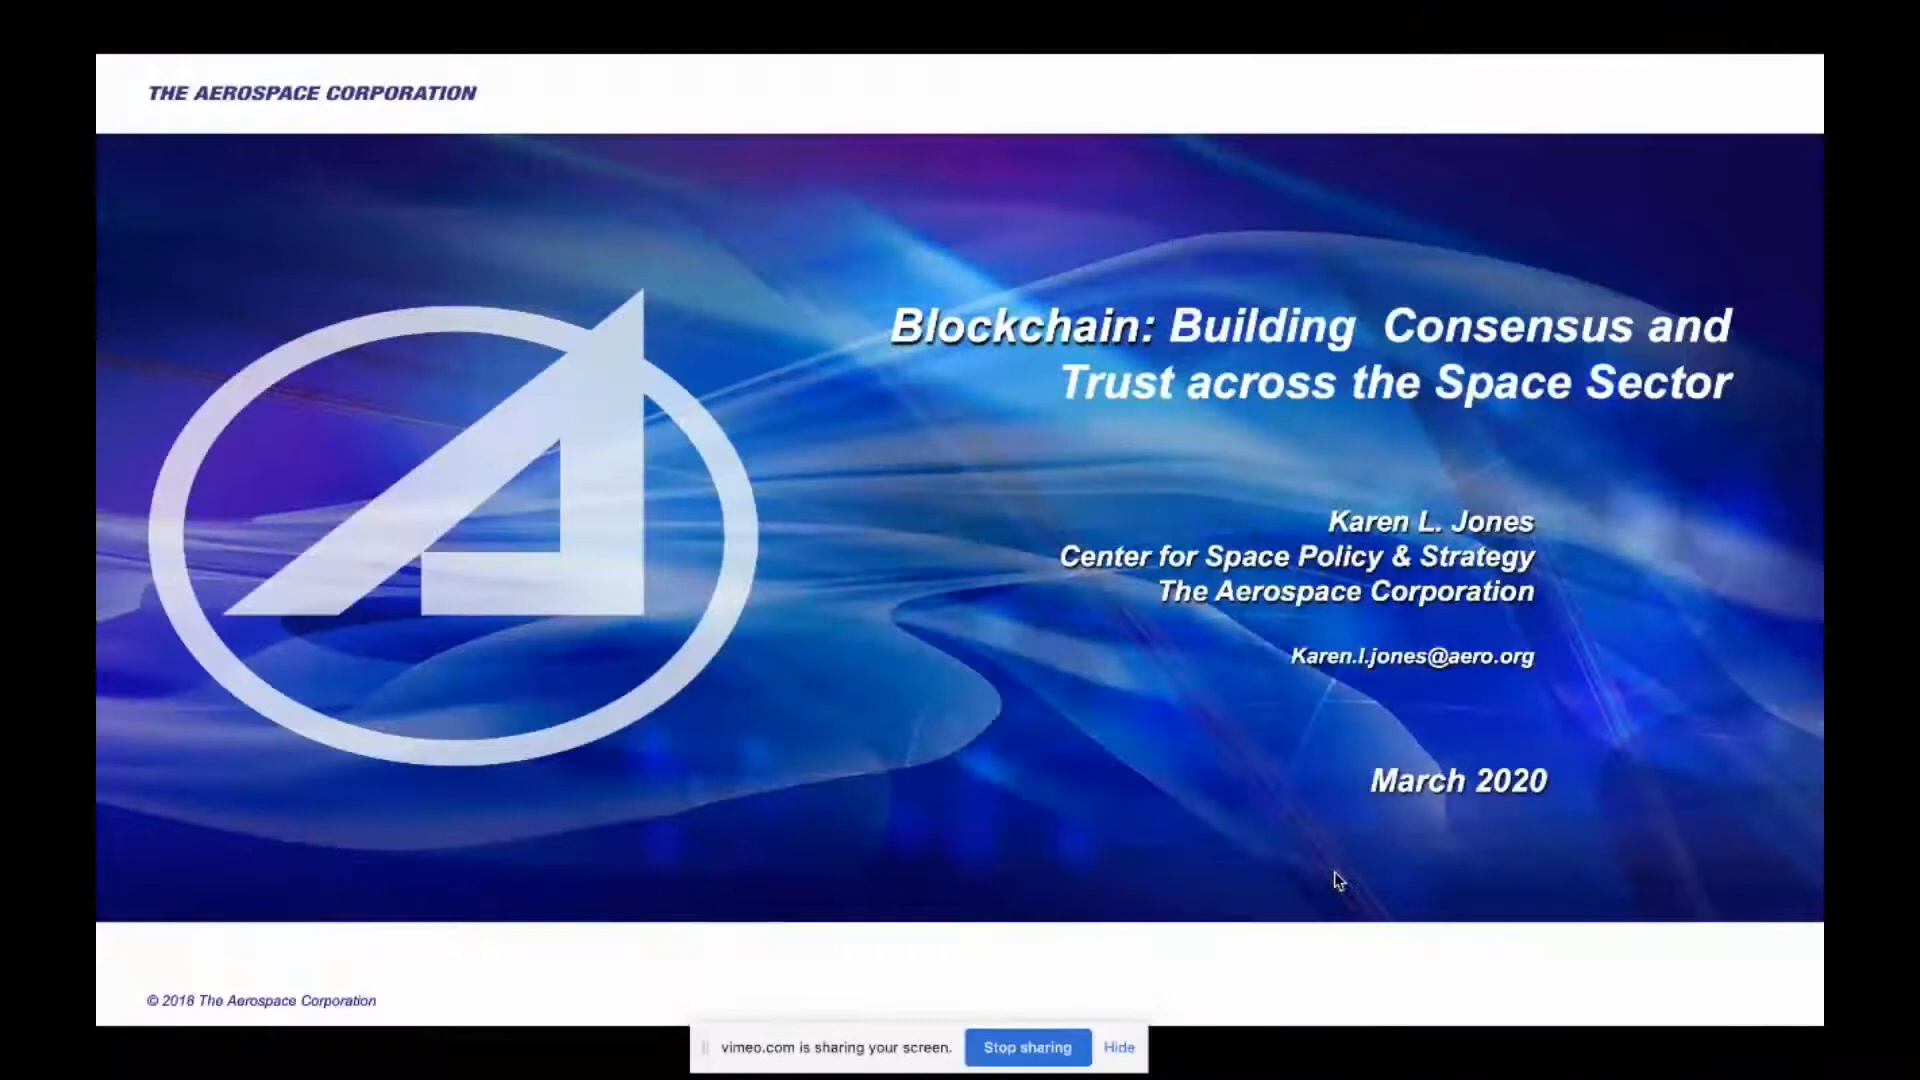 THE AEROSPACE CORPORATION
Blockchain: Building Consensus and
Trust across the Space Sector
Karen L. Jones
Center for Space Policy & Strategy
The Aerospace Corporation
Karen.l.jones@aero.org
March 2020
© 2018 The Aerospace Corporation
vimeo.com is sharing your screen. Stop sharing Hide